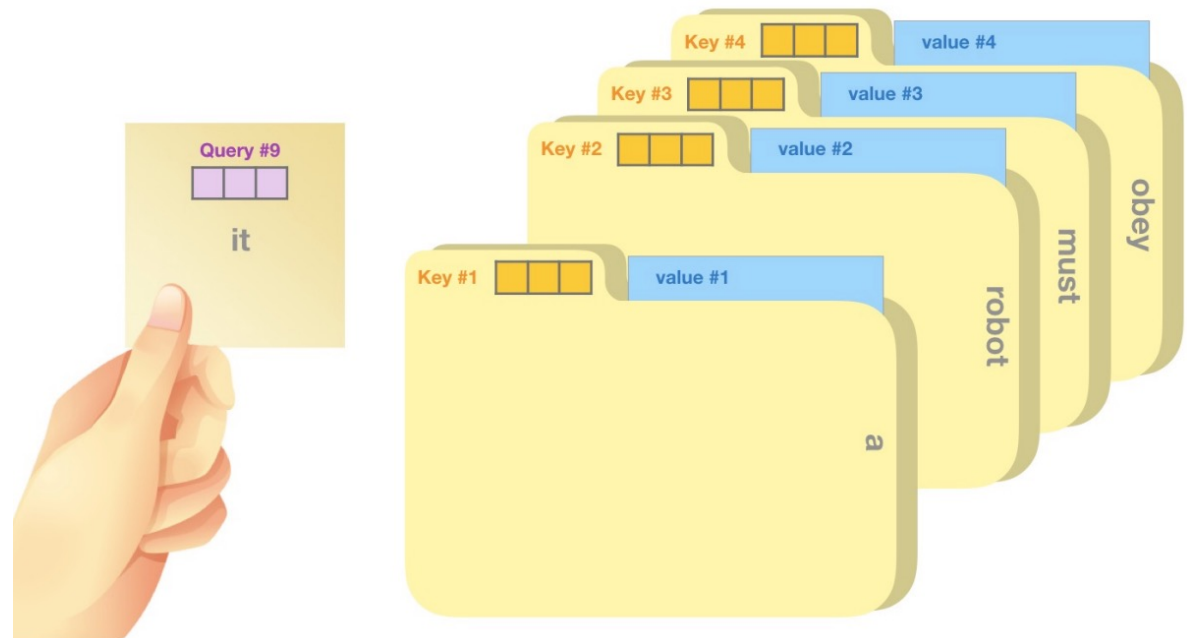 Query #9
it
Key #1
value #1
a
Key #2
value #2
robot
Key #3
value #3
must
Key #4
value #4
obey